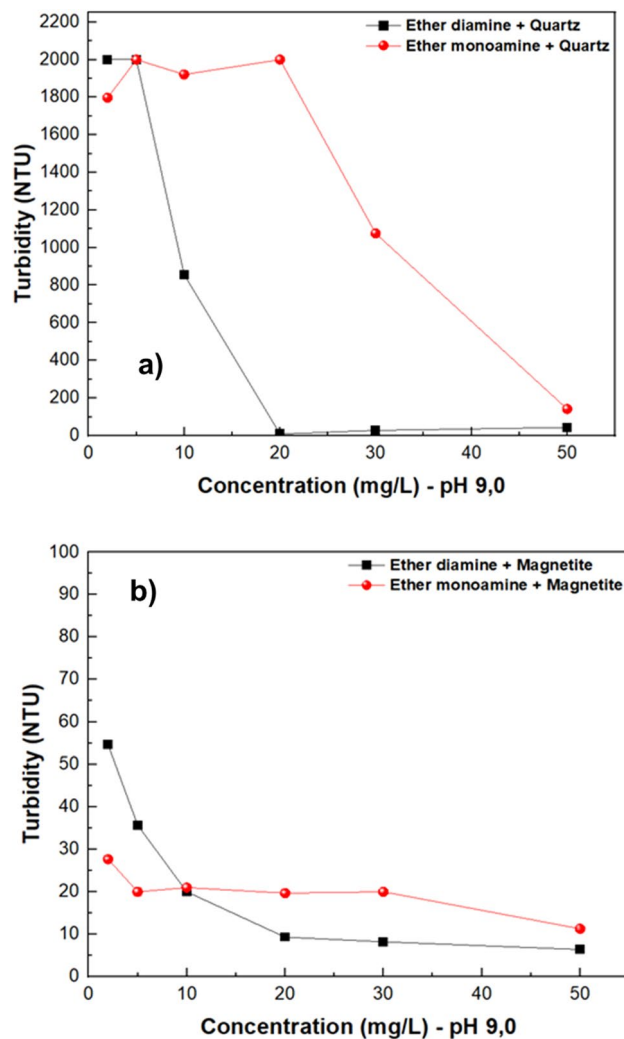 2200
2000
1800
1600
1400
1200
1000
800
600
400
200
0
Turbidity (NTU)
Ether diamine + Quartz
Ether monoamine + Quartz
a)
0 10 20 30 40 50
Concentration (mg/L) - pH 9,0
100
90
80
70
60
50
40
30
20
10
0
Turbidity (NTU)
b)
Ether diamine + Magnetite
Ether monoamine + Magnetite
0 10 20 30 40 50
Concentration (mg/L) - pH 9,0